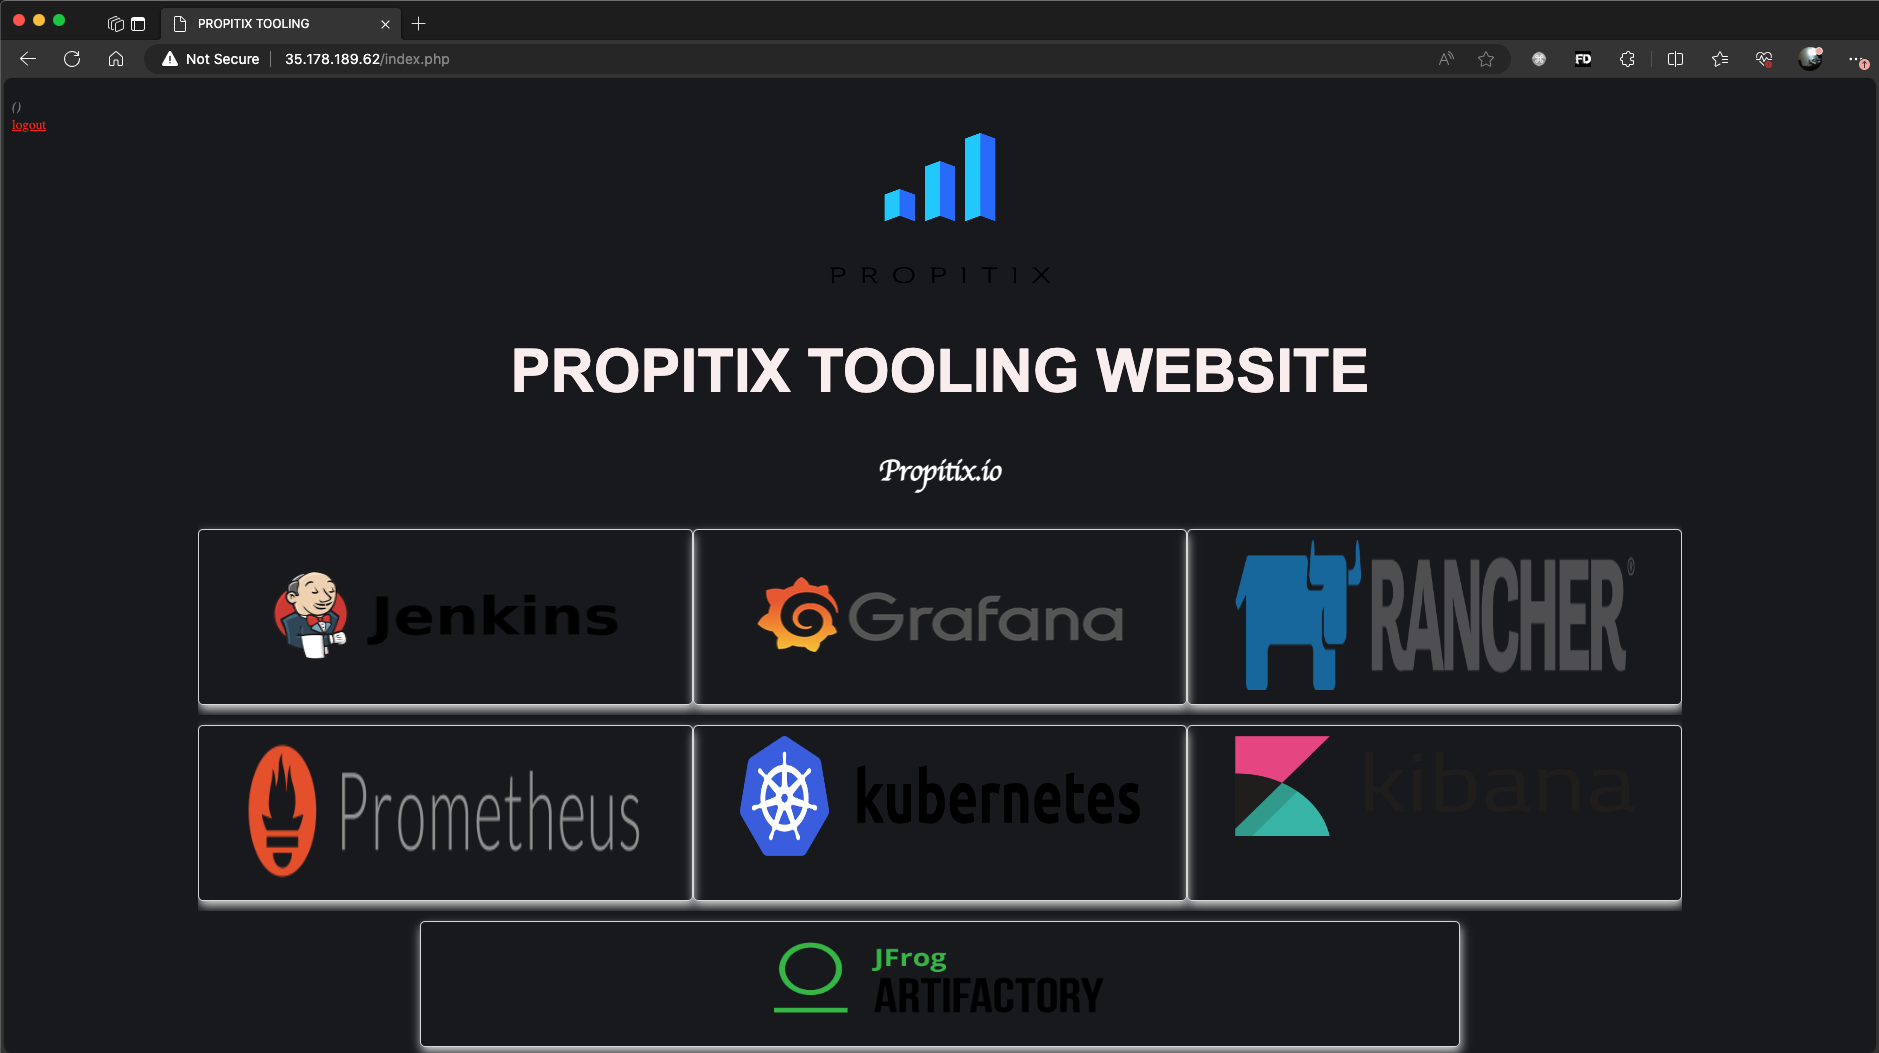 PROPITIX TOOLING
Not Secure
35.178.189.62/index.php
FD
()
logout
PROPITIX
PROPITIX TOOLING WEBSITE
Propitix.io
Jenkins
Grafana
RANCHER®
Prometheus
kubernetes
kibana
JFrog
ARTIFACTORY